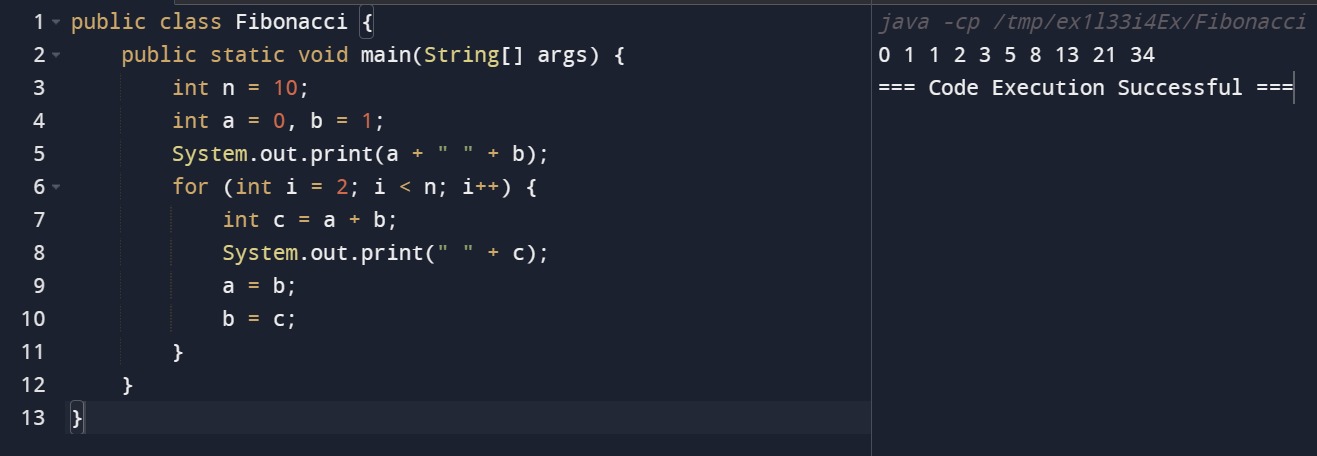 1 public class Fibonacci {
2 public static void main(String[] args) {
3 int n = 10;
4 int a = 0, b = 1;
5 System.out.print(a + " " + b);
6 for (int i = 2; i < n; i++) {
7 int c = a + b;
8 System.out.print(" " + c);
9 a = b;
10 b = c;
11 }
12 }
13 }
java -cp /tmp/ex1l33i4Ex/Fibonacci
0 1 1 2 3 5 8 13 21 34
=== Code Execution Successful ===